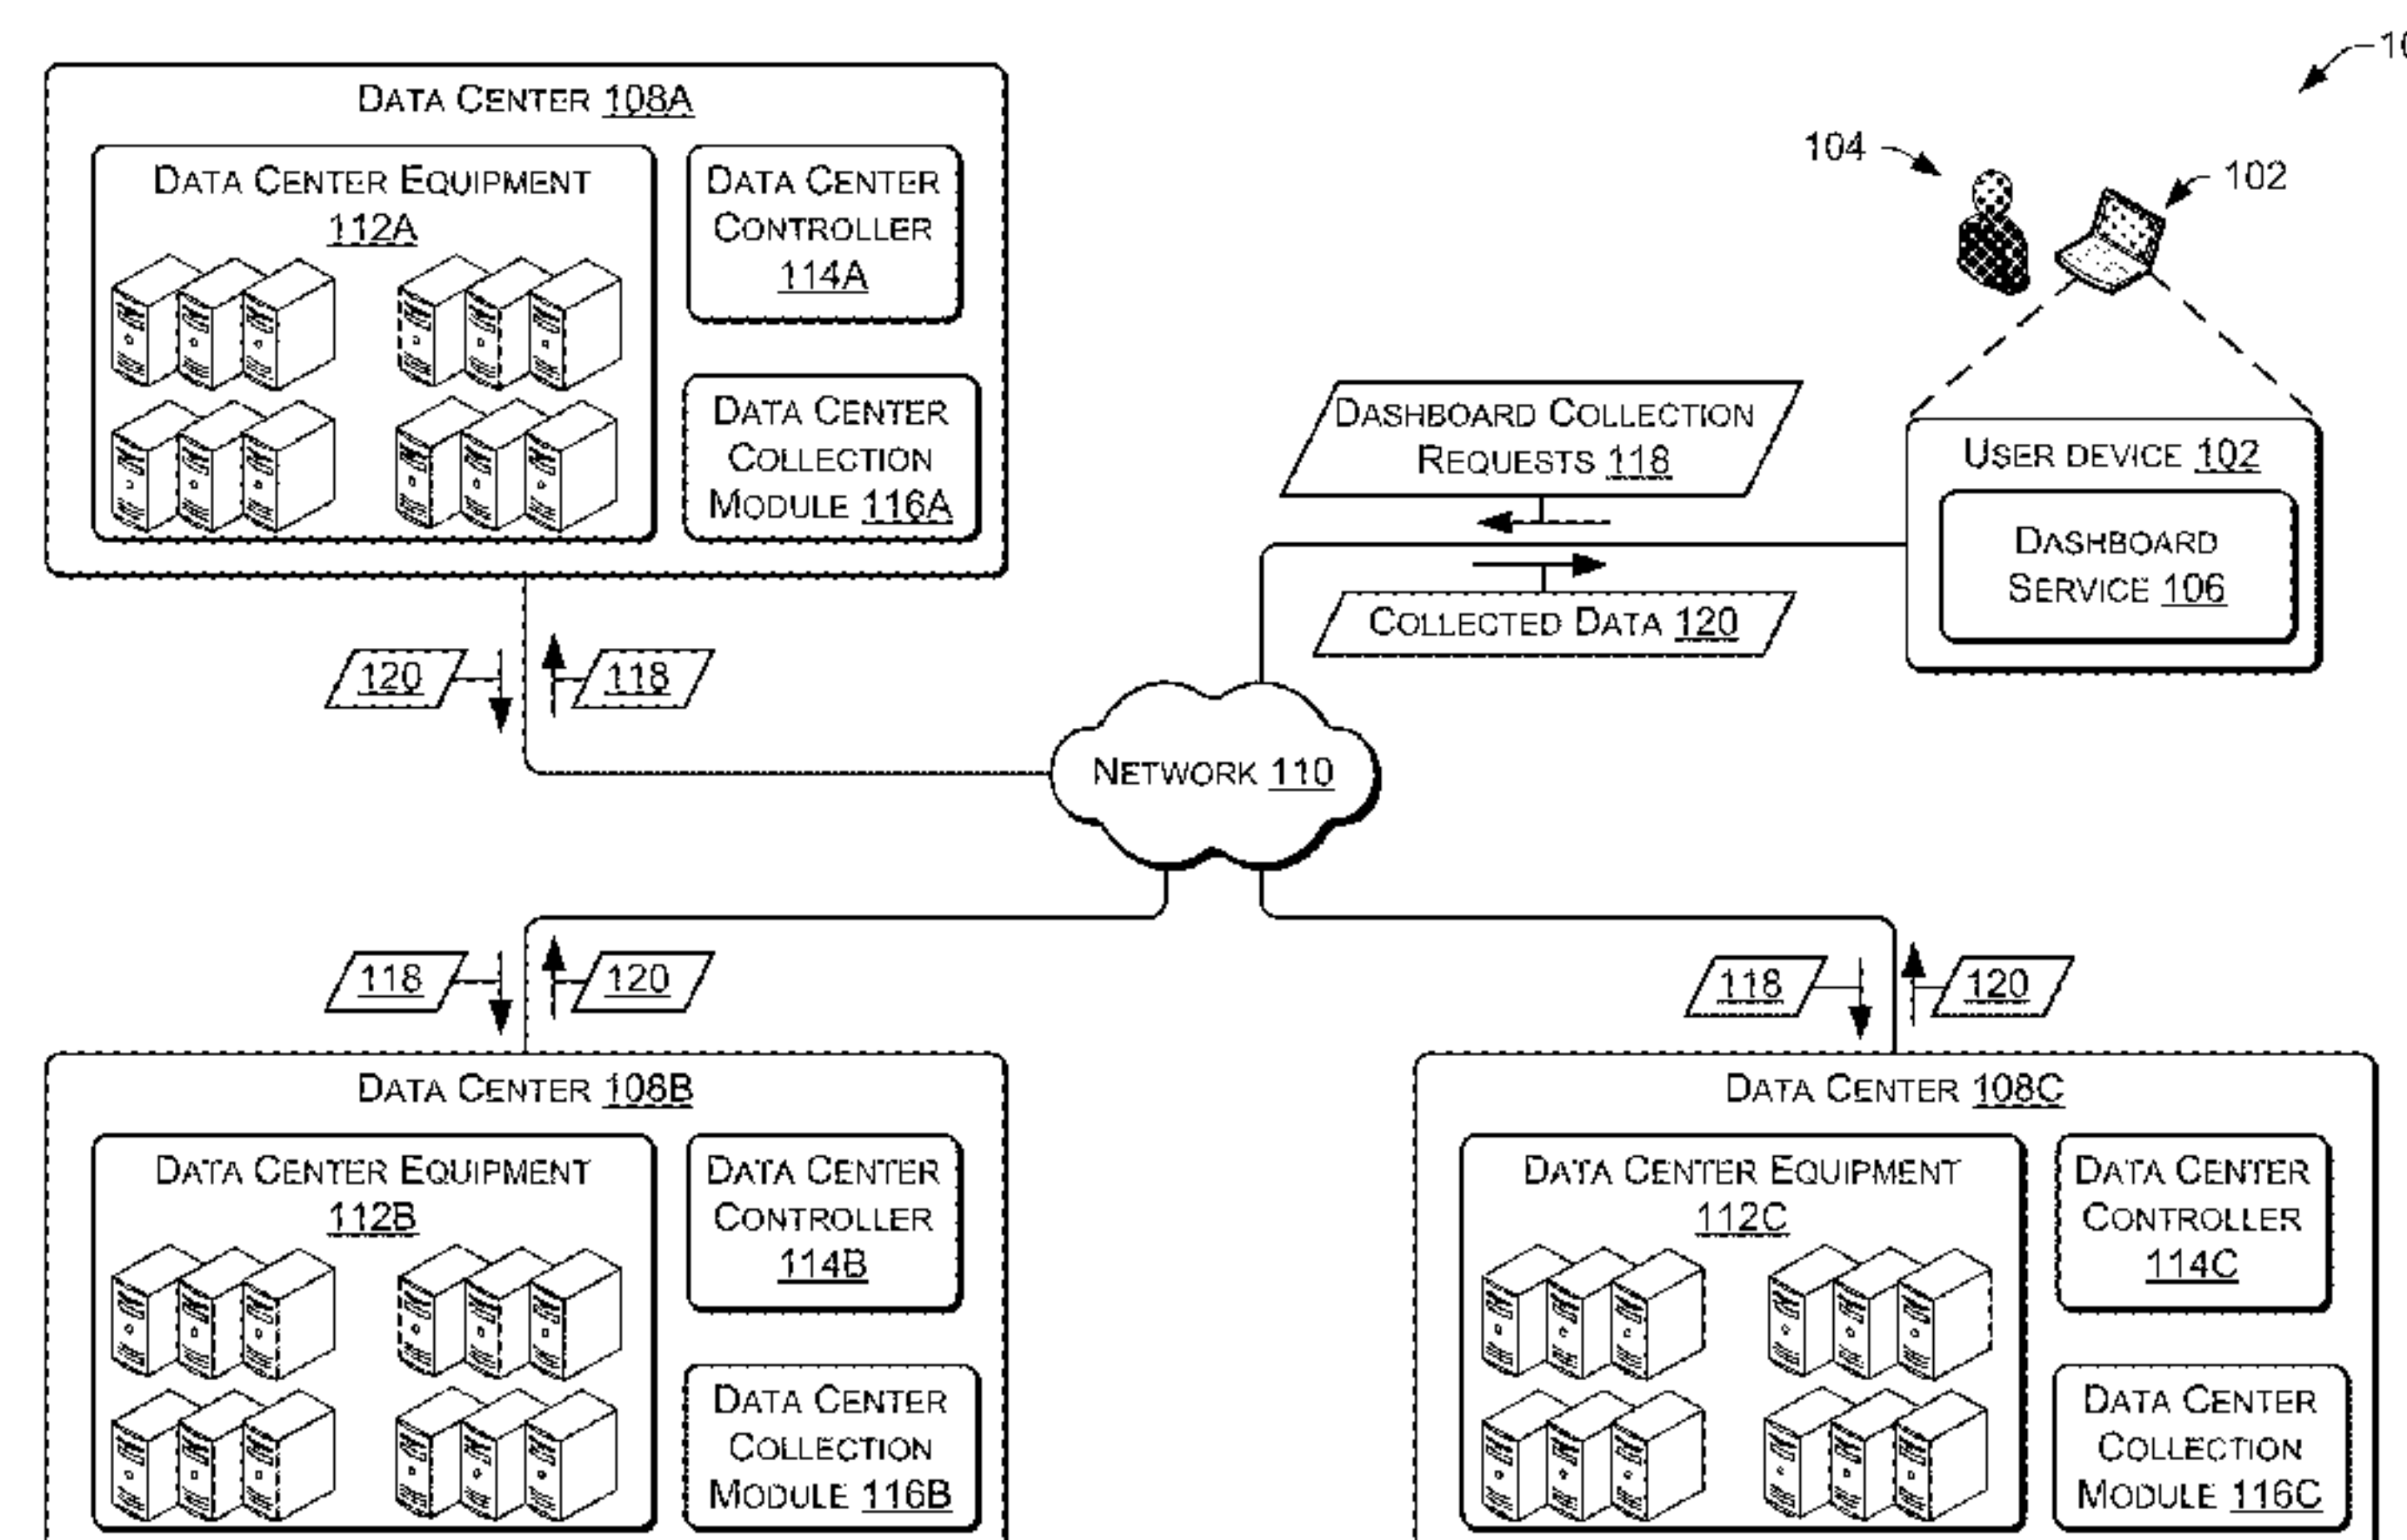 DATA CENTER 108A
DATA CENTER EQUIPMENT
112A
DATA CENTER
CONTROLLER
114A
DATA CENTER
COLLECTION
MODULE 116A
104
102
DASHBOARD COLLECTION
REQUESTS 118
COLLECTED DATA 120
USER DEVICE 102
DASHBOARD
SERVICE 106
120
118
NETWORK 110
118
120
118
120
DATA CENTER 108B
DATA CENTER EQUIPMENT
112B
DATA CENTER
CONTROLLER
114B
DATA CENTER
COLLECTION
MODULE 116B
DATA CENTER 108C
DATA CENTER EQUIPMENT
112C
DATA CENTER
CONTROLLER
114C
DATA CENTER
COLLECTION
MODULE 116C